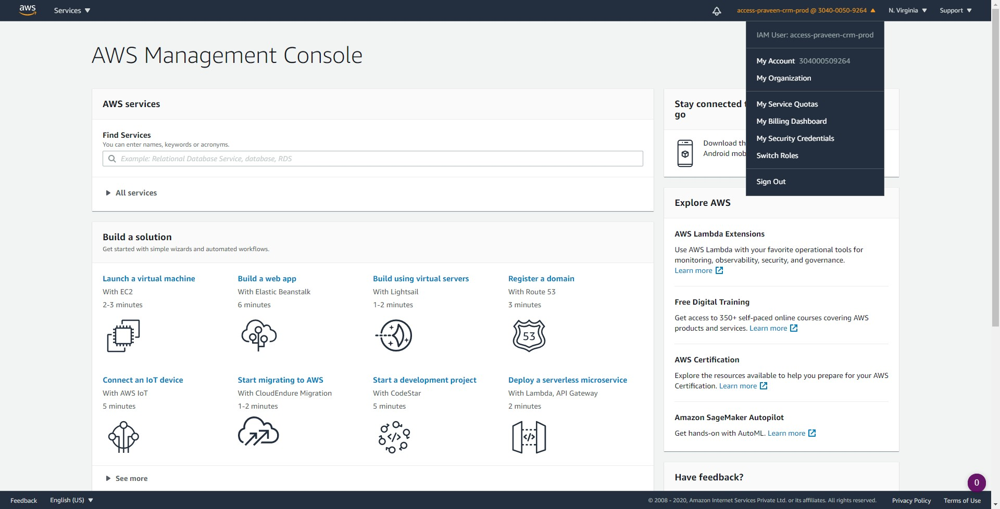 aws
Services
access-praveen-crm-prod @ 3040-0050-9264
N. Virginia
Support
IAM User: access-praveen-crm-prod
My Account 304000509264
My Organization
My Service Quotas
My Billing Dashboard
My Security Credentials
Switch Roles
Sign Out
AWS Management Console
AWS services
Find Services
You can enter names, keywords or acronyms.
Example: Relational Database Service, database, RDS
All services
Build a solution
Get started with simple wizards and automated workflows.
Launch a virtual machine
With EC2
2-3 minutes
Build a web app
With Elastic Beanstalk
6 minutes
Build using virtual servers
With Lightsail
1-2 minutes
Register a domain
With Route 53
3 minutes
53
Connect an IoT device
With AWS IoT
5 minutes
Start migrating to AWS
With CloudEndure Migration
1-2 minutes
Start a development project
With CodeStar
5 minutes
</>
Deploy a serverless microservice
With Lambda, API Gateway
2 minutes
</>
See more
Stay connected
go
Download
Android
Explore AWS
AWS Lambda Extensions
Use AWS Lambda with your favorite operational tools for
monitoring, observability, security, and governance.
Learn more
Free Digital Training
Get access to 350+ self-paced online courses covering AWS
products and services. Learn more
AWS Certification
Explore the resources available to help you prepare for your AWS
Certification. Learn more
Amazon SageMaker Autopilot
Get hands-on with AutoML. Learn more
Have feedback?
0
Feedback
English (US)
© 2008 - 2020, Amazon Internet Services Private Ltd. or its affiliates. All rights reserved.
Privacy Policy
Terms of Use